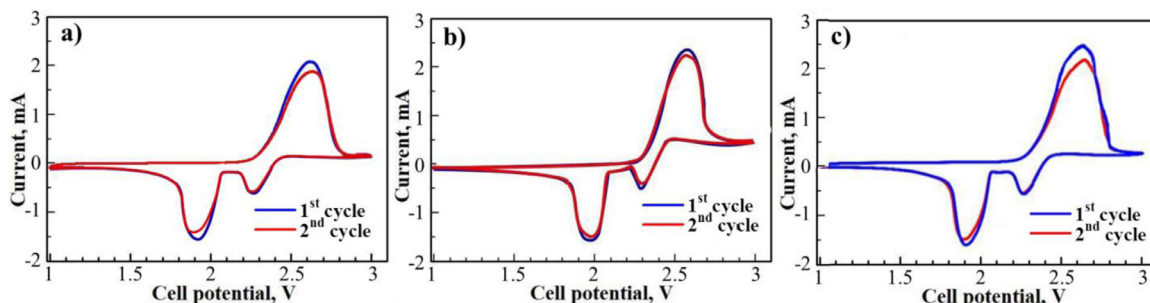 a)
3
2
1
0
-1
-2
Current, mA
1st cycle
2nd cycle
1 1.5 2 2.5 3
Cell potential, V
b)
3
2
1
0
-1
-2
Current, mA
1st cycle
2nd cycle
1 1.5 2 2.5 3
Cell potential, V
c)
3
2
1
0
-1
-2
Current, mA
1st cycle
2nd cycle
1 1.5 2 2.5 3
Cell potential, V